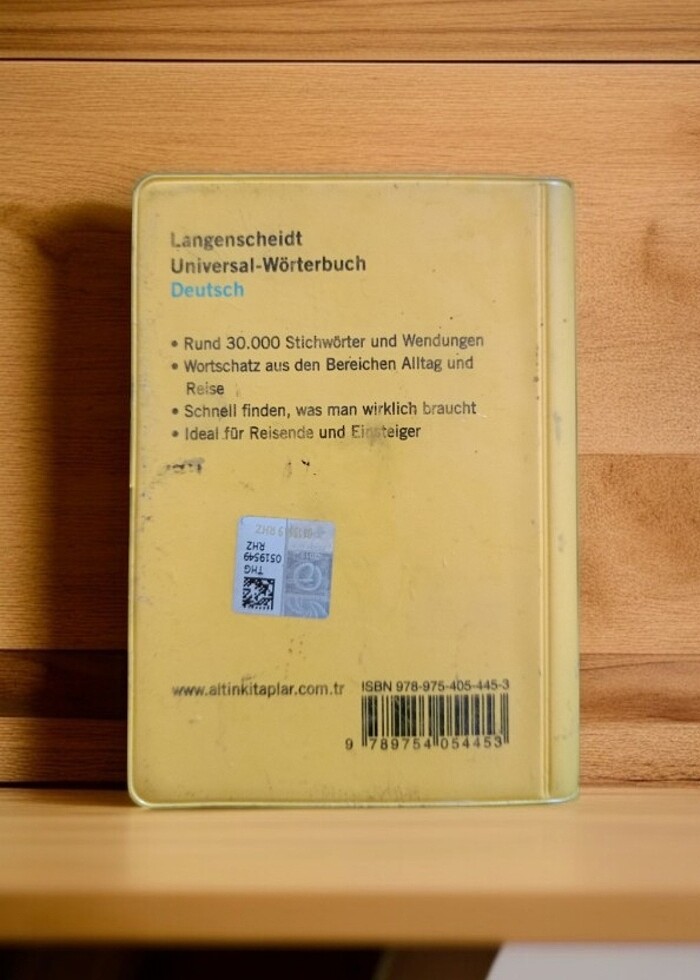 Langenscheidt
Universal-Wörterbuch
Deutsch
• Rund 30.000 Stichwörter und Wendungen
• Wortschatz aus den Bereichen Alltag und
Reise
• Schnell finden, was man wirklich braucht
• Ideal für Reisende und Einsteiger
THG
0519549
RHZ
www.altinkitaplar.com.tr
ISBN 978-975-405-445-3
9 789754 054453